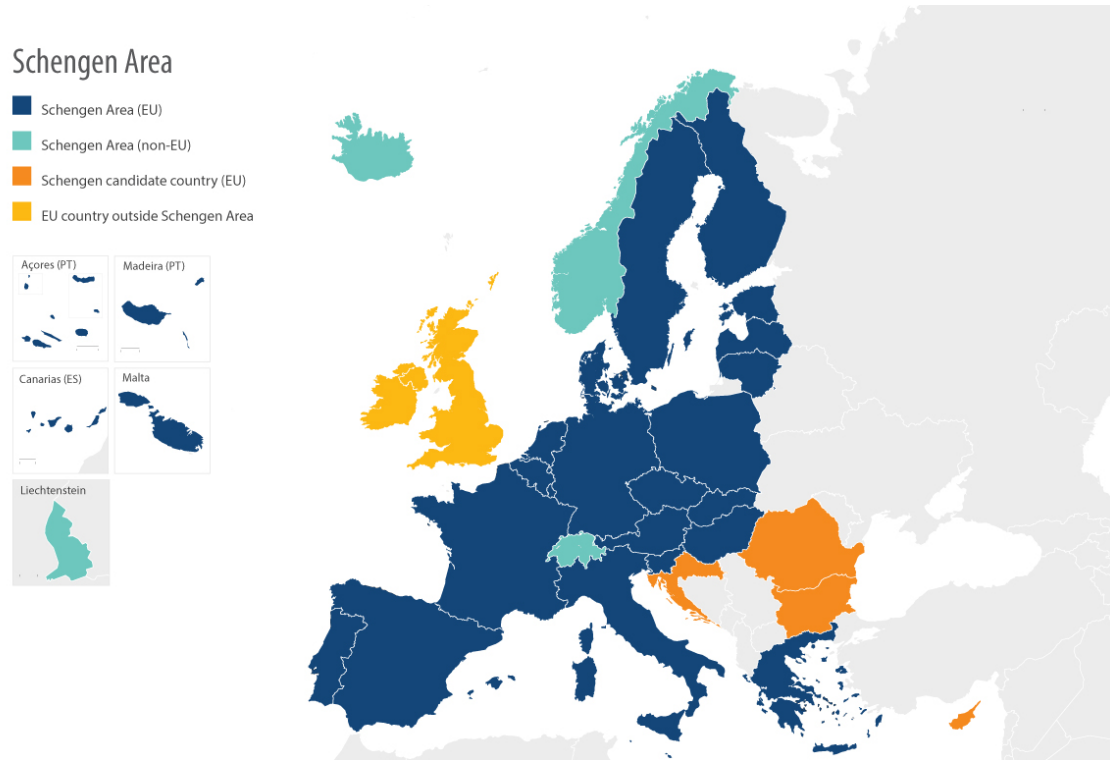 Schengen Area
Schengen Area (EU)
Schengen Area (non-EU)
Schengen candidate country (EU)
EU country outside Schengen Area
Açores (PT)
Madeira (PT)
Canarias (ES)
Malta
Liechtenstein